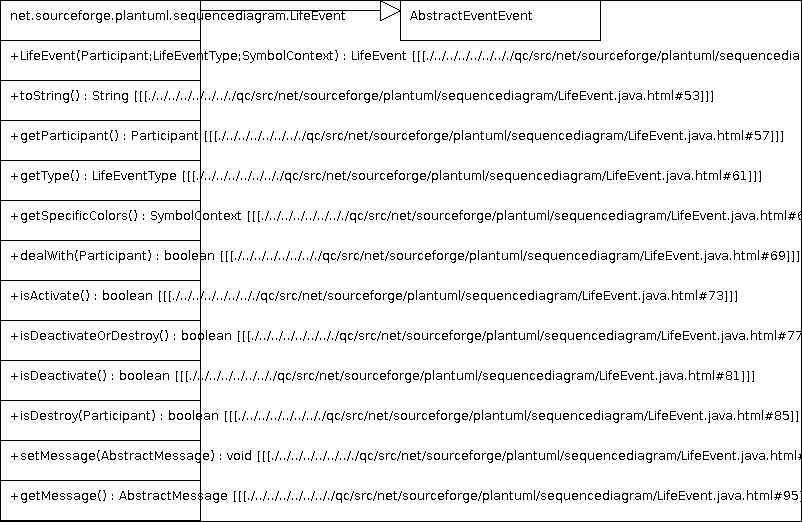 net.sourceforge.plantuml.sequencediagram.LifeEvent
AbstractEventEvent
+LifeEvent(Participant;LifeEventType;SymbolContext) : LifeEvent [[[./../../../../../../../qc/src/net/sourceforge/plantuml/sequencedia
+toString() : String [[[./../../../../../../../qc/src/net/sourceforge/plantuml/sequencediagram/LifeEvent.java.html#53]]]
+getParticipant() : Participant [[[./../../../../../../../qc/src/net/sourceforge/plantuml/sequencediagram/LifeEvent.java.html#57]]]
+getType() : LifeEventType [[[./../../../../../../../qc/src/net/sourceforge/plantuml/sequencediagram/LifeEvent.java.html#61]]]
+getSpecificColors() : SymbolContext [[[./../../../../../../../qc/src/net/sourceforge/plantuml/sequencediagram/LifeEvent.java.html#6
+dealWith(Participant) : boolean [[[./../../../../../../../qc/src/net/sourceforge/plantuml/sequencediagram/LifeEvent.java.html#69]]]
+isActivate() : boolean [[[./../../../../../../../qc/src/net/sourceforge/plantuml/sequencediagram/LifeEvent.java.html#73]]]
+isDeactivateOrDestroy() : boolean [[[./../../../../../../../qc/src/net/sourceforge/plantuml/sequencediagram/LifeEvent.java.html#77
+isDeactivate() : boolean [[[./../../../../../../../qc/src/net/sourceforge/plantuml/sequencediagram/LifeEvent.java.html#81]]]
+isDestroy(Participant) : boolean [[[./../../../../../../../qc/src/net/sourceforge/plantuml/sequencediagram/LifeEvent.java.html#85]]]
+setMessage(AbstractMessage) : void [[[./../../../../../../../qc/src/net/sourceforge/plantuml/sequencediagram/LifeEvent.java.html#
+getMessage() : AbstractMessage [[[./../../../../../../../qc/src/net/sourceforge/plantuml/sequencediagram/LifeEvent.java.html#95]